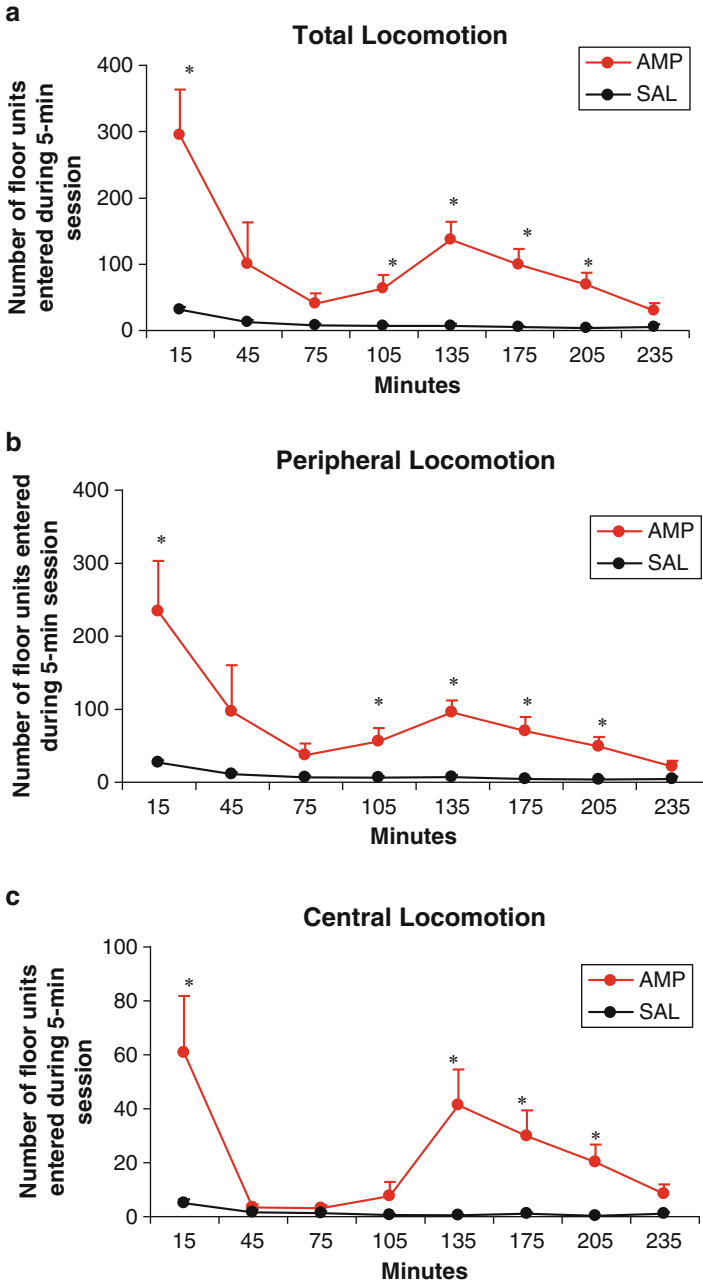 a
Total Locomotion
Number of floor units
entered during 5-min
session
400
300
200
100
0
*
*
*
*
*
AMP
SAL
15 45 75 105 135 175 205 235
Minutes
b
Peripheral Locomotion
Number of floor units entered
during 5-min session
400
300
200
100
0
*
*
*
*
*
AMP
SAL
15 45 75 105 135 175 205 235
Minutes
c
Central Locomotion
Number of floor units
entered during 5-min
session
100
80
60
40
20
0
*
*
*
*
AMP
SAL
15 45 75 105 135 175 205 235
Minutes